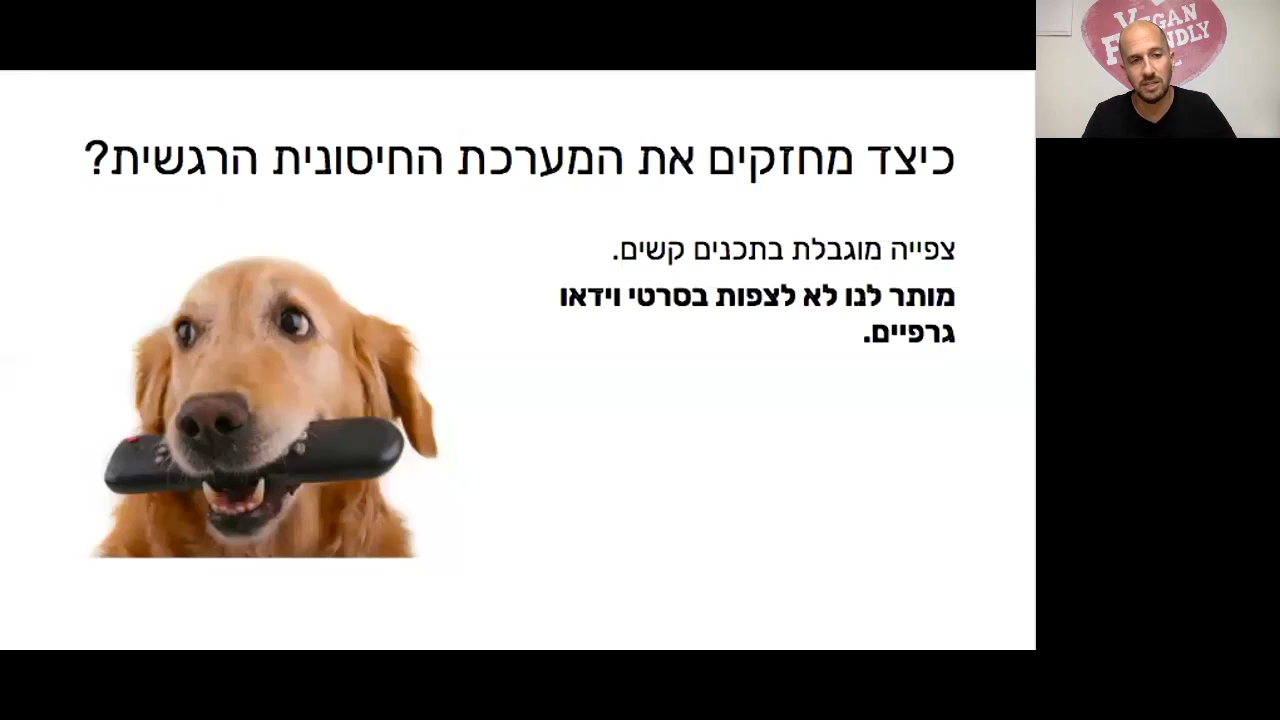 כיצד מחזקים את המערכת החיסונית הרגשית?
צפייה מוגבלת בתכנים קשים.
מותר לנו לא לצפות בסרטי וידאו
גרפיים.
VEGAN
FRIENDLY